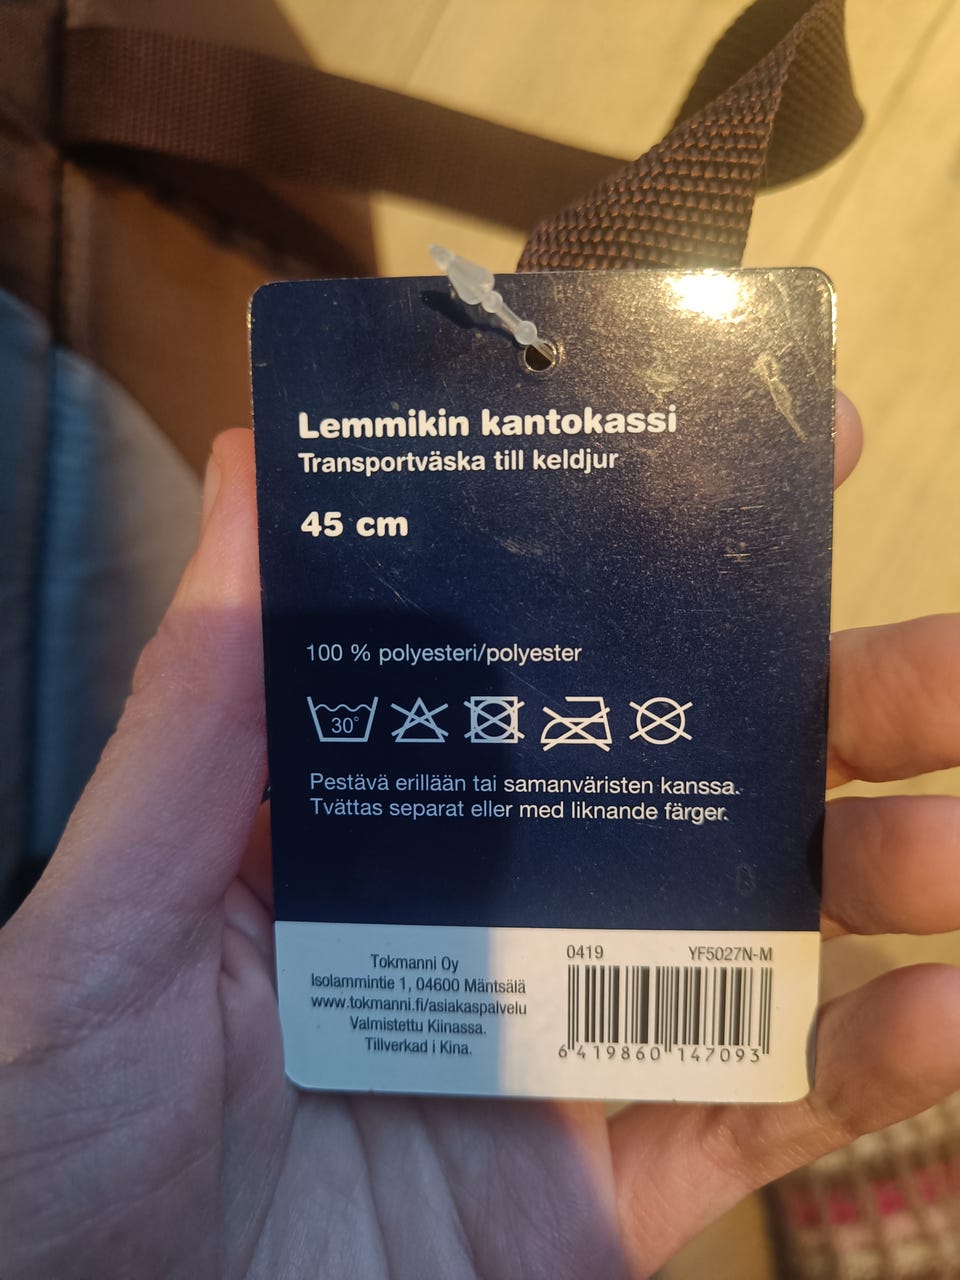 Lemmikin kantokassi
Transportväska till keldjur
45 cm
100 % polyesteri/polyester
30°
Pestävä erillään tai samanväristen kanssa.
Tvättas separat eller med liknande färger.
Tokmanni Oy
Isolammintie 1, 04600 Mäntsälä
www.tokmanni.fi/asiakaspalvelu
Valmistettu Kiinassa.
Tillverkad i Kina.
0419 YF5027N-M
6 419860 147093